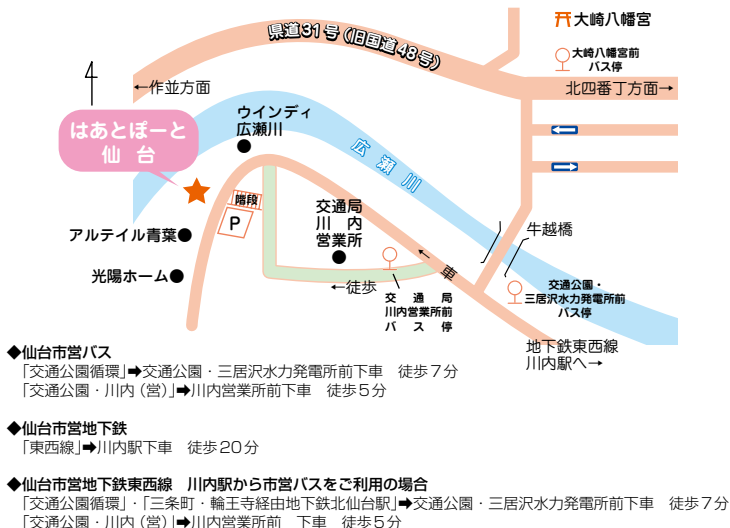 大崎八幡宮
県道31号(旧国道48号)
大崎八幡宮前
バス停
←作並方面
北四番丁方面→
はあとぽーと
仙 台
ウインディ
広瀬川
広瀬川
階段
P
交通局
川 内
営業所
アルテイル青葉
光陽ホーム
←徒歩
←車
牛越橋
交 通 局
川内営業所前
バ ス 停
交通公園・
三居沢水力発電所前
バス停
地下鉄東西線
川内駅へ→
◆仙台市営バス
「交通公園循環」➡交通公園・三居沢水力発電所前下車 徒歩7分
「交通公園・川内(営)」➡川内営業所前下車 徒歩5分
◆仙台市営地下鉄
「東西線」➡川内駅下車 徒歩20分
◆仙台市営地下鉄東西線 川内駅から市営バスをご利用の場合
「交通公園循環」・「三条町・輪王寺経由地下鉄北仙台駅」➡交通公園・三居沢水力発電所前下車 徒歩7分
「交通公園・川内(営)」➡川内営業所前 下車 徒歩5分